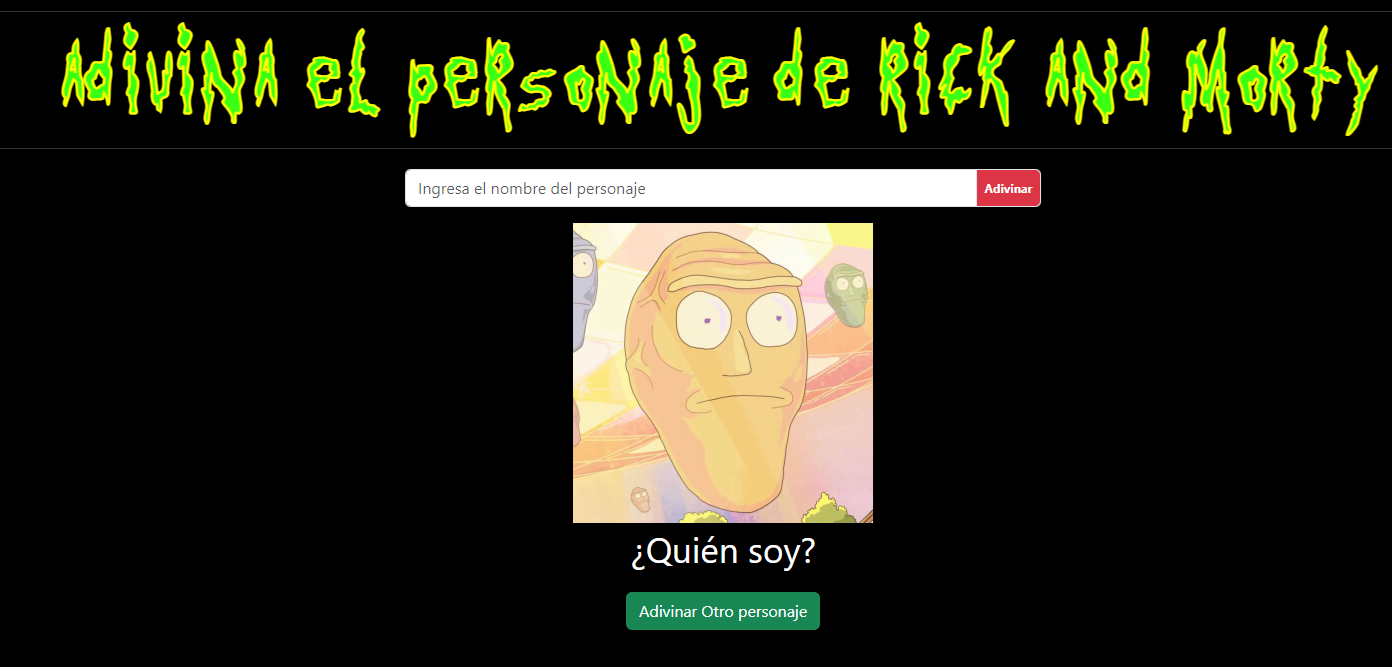 Adivina el personaje de Rick and Morty
Ingresa el nombre del personaje
Adivinar
¿Quién soy?
Adivinar Otro personaje